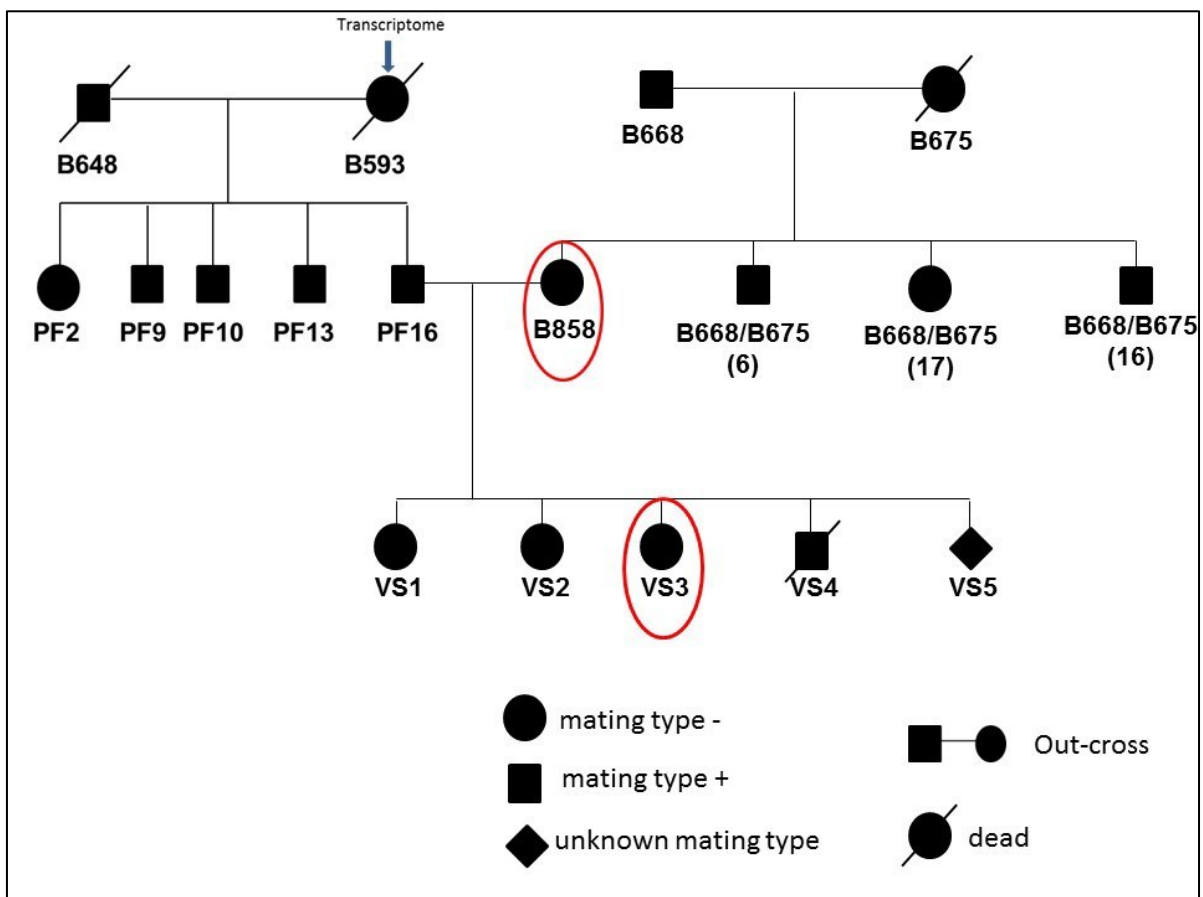 Transcriptome
B648
B593
B668
B675
PF2
PF9
PF10
PF13
PF16
B858
B668/B675
(6)
B668/B675
(17)
B668/B675
(16)
VS1
VS2
VS3
VS4
VS5
mating type -
mating type +
unknown mating type
Out-cross
dead